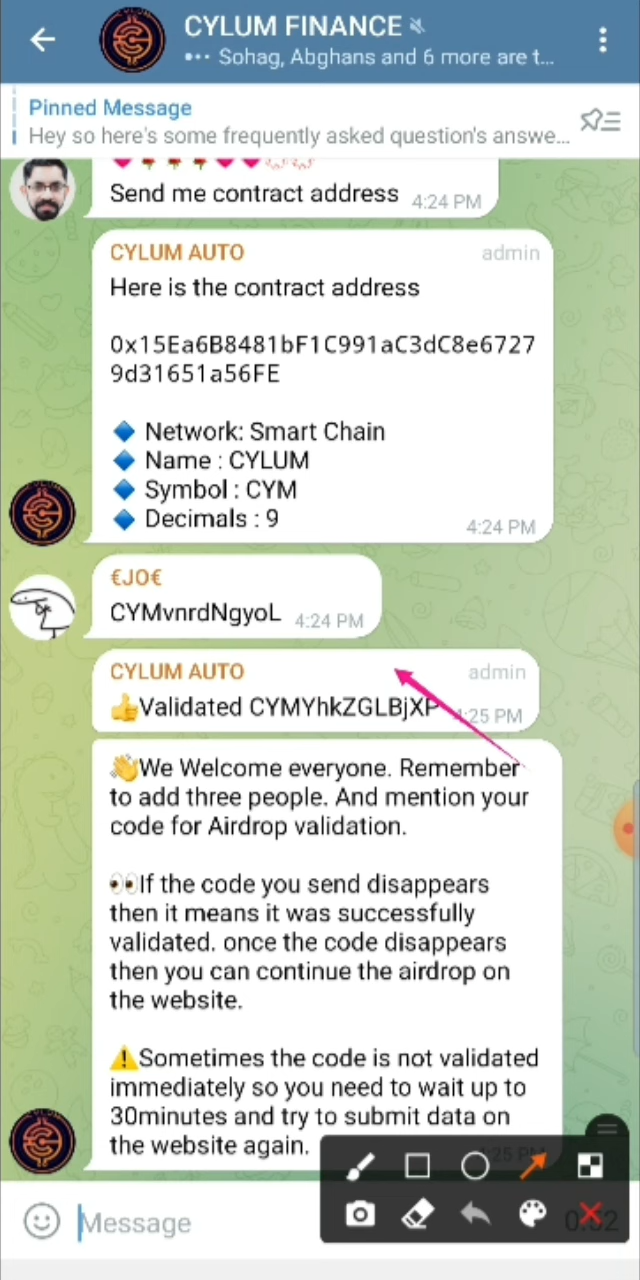 CYLUM FINANCE
Sohag, Abghans and 6 more are t...
Pinned Message
Hey so here's some frequently asked question's answe...
Send me contract address 4:24 PM
CYLUM AUTO admin
Here is the contract address
0x15Ea6B8481bF1C991aC3dC8e6727
9d31651a56FE
Network: Smart Chain
Name : CYLUM
Symbol : CYM
Decimals : 9
4:24 PM
€JO€
CYMvnrdNgyoL 4:24 PM
CYLUM AUTO admin
Validated CYMYhkZGLBjXP 4:25 PM
We Welcome everyone. Remember
to add three people. And mention your
code for Airdrop validation.
If the code you send disappears
then it means it was successfully
validated. once the code disappears
then you can continue the airdrop on
the website.
Sometimes the code is not validated
immediately so you need to wait up to
30minutes and try to submit data on
the website again. 4:25 PM
Message